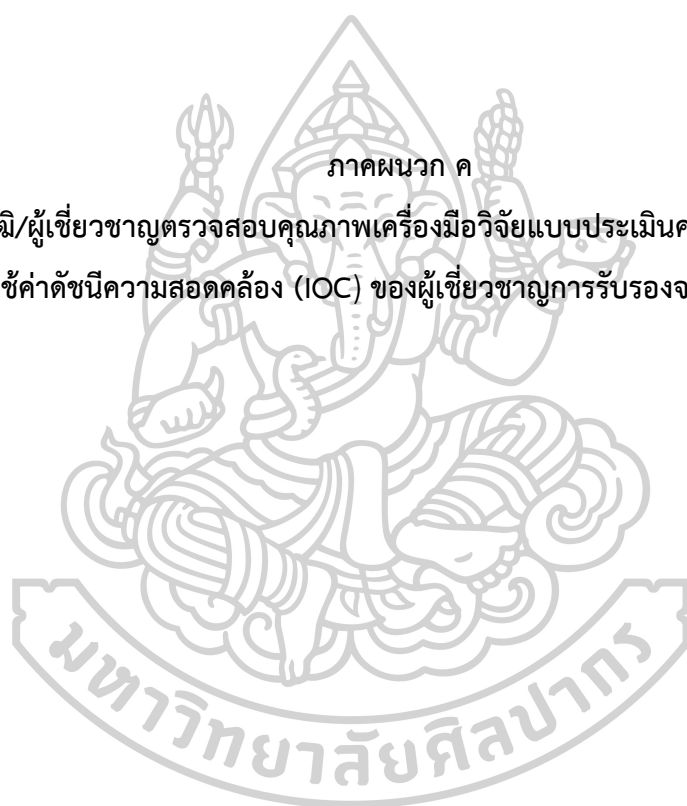 ภาคผนวก ค
ฒิ/ผู้เชี่ยวชาญตรวจสอบคุณภาพเครื่องมือวิจัยแบบประเมินค
ช้ค่าดัชนีความสอดคล้อง (IOC) ของผู้เชี่ยวชาญการรับรองจ
มหาวิทยาลัยศิลปากร